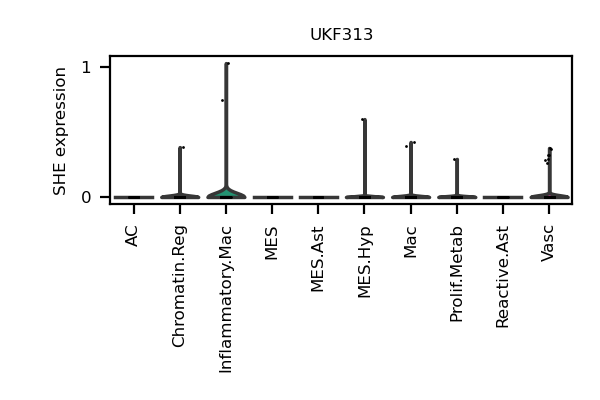 UKF313
SHE expression
1
0
AC
Chromatin.Reg
Inflammatory.Mac
MES
MES.Ast
MES.Hyp
Mac
Prolif.Metab
Reactive.Ast
Vasc